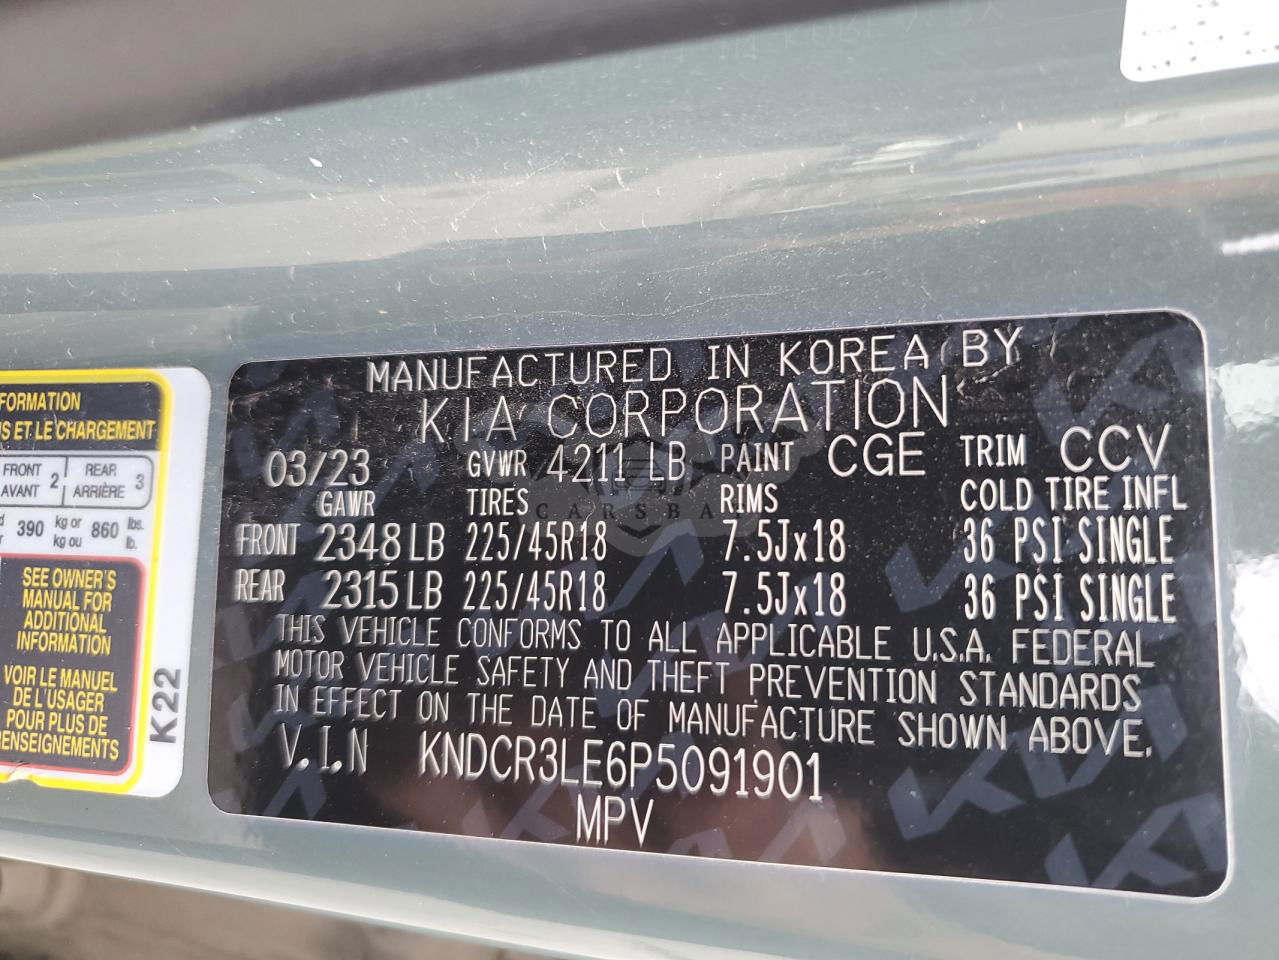 FORMATION
S ET LE CHARGEMENT
FRONT
AVANT 2
REAR
ARRIÈRE 3
390 kg or
kg ou 860 lbs.
lb.
SEE OWNER'S
MANUAL FOR
ADDITIONAL
INFORMATION
VOIR LE MANUEL
DE L'USAGER
POUR PLUS DE
RENSEIGNEMENTS
K22
MANUFACTURED IN KOREA BY
KIA CORPORATION
03/23 GVWR 4211 LB PAINT CGE TRIM CCV
GAWR TIRES RIMS COLD TIRE INFL
FRONT 2348 LB 225/45R18 7.5Jx18 36 PSI SINGLE
REAR 2315 LB 225/45R18 7.5Jx18 36 PSI SINGLE
THIS VEHICLE CONFORMS TO ALL APPLICABLE U.S.A. FEDERAL
MOTOR VEHICLE SAFETY AND THEFT PREVENTION STANDARDS
IN EFFECT ON THE DATE OF MANUFACTURE SHOWN ABOVE.
V.I.N KNDCR3LE6P5091901
MPV